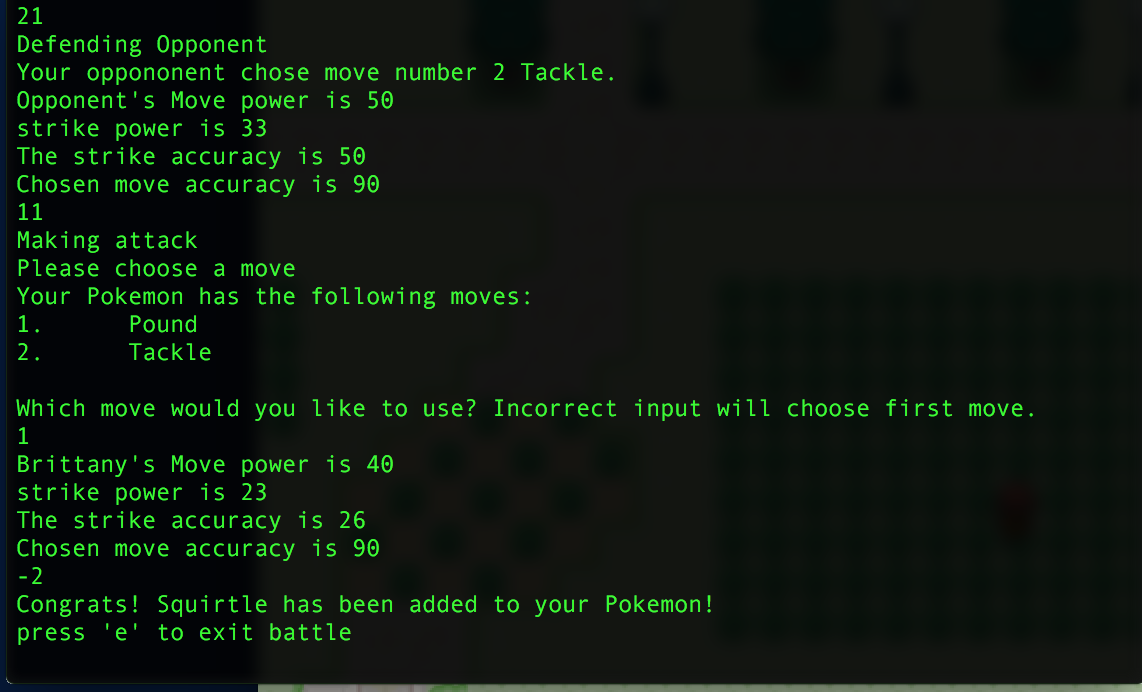 21
Defending Opponent
Your oppononent chose move number 2 Tackle.
Opponent's Move power is 50
strike power is 33
The strike accuracy is 50
Chosen move accuracy is 90
11
Making attack
Please choose a move
Your Pokemon has the following moves:
1.      Pound
2.      Tackle
Which move would you like to use? Incorrect input will choose first move.
1
Brittany's Move power is 40
strike power is 23
The strike accuracy is 26
Chosen move accuracy is 90
-2
Congrats! Squirtle has been added to your Pokemon!
press 'e' to exit battle